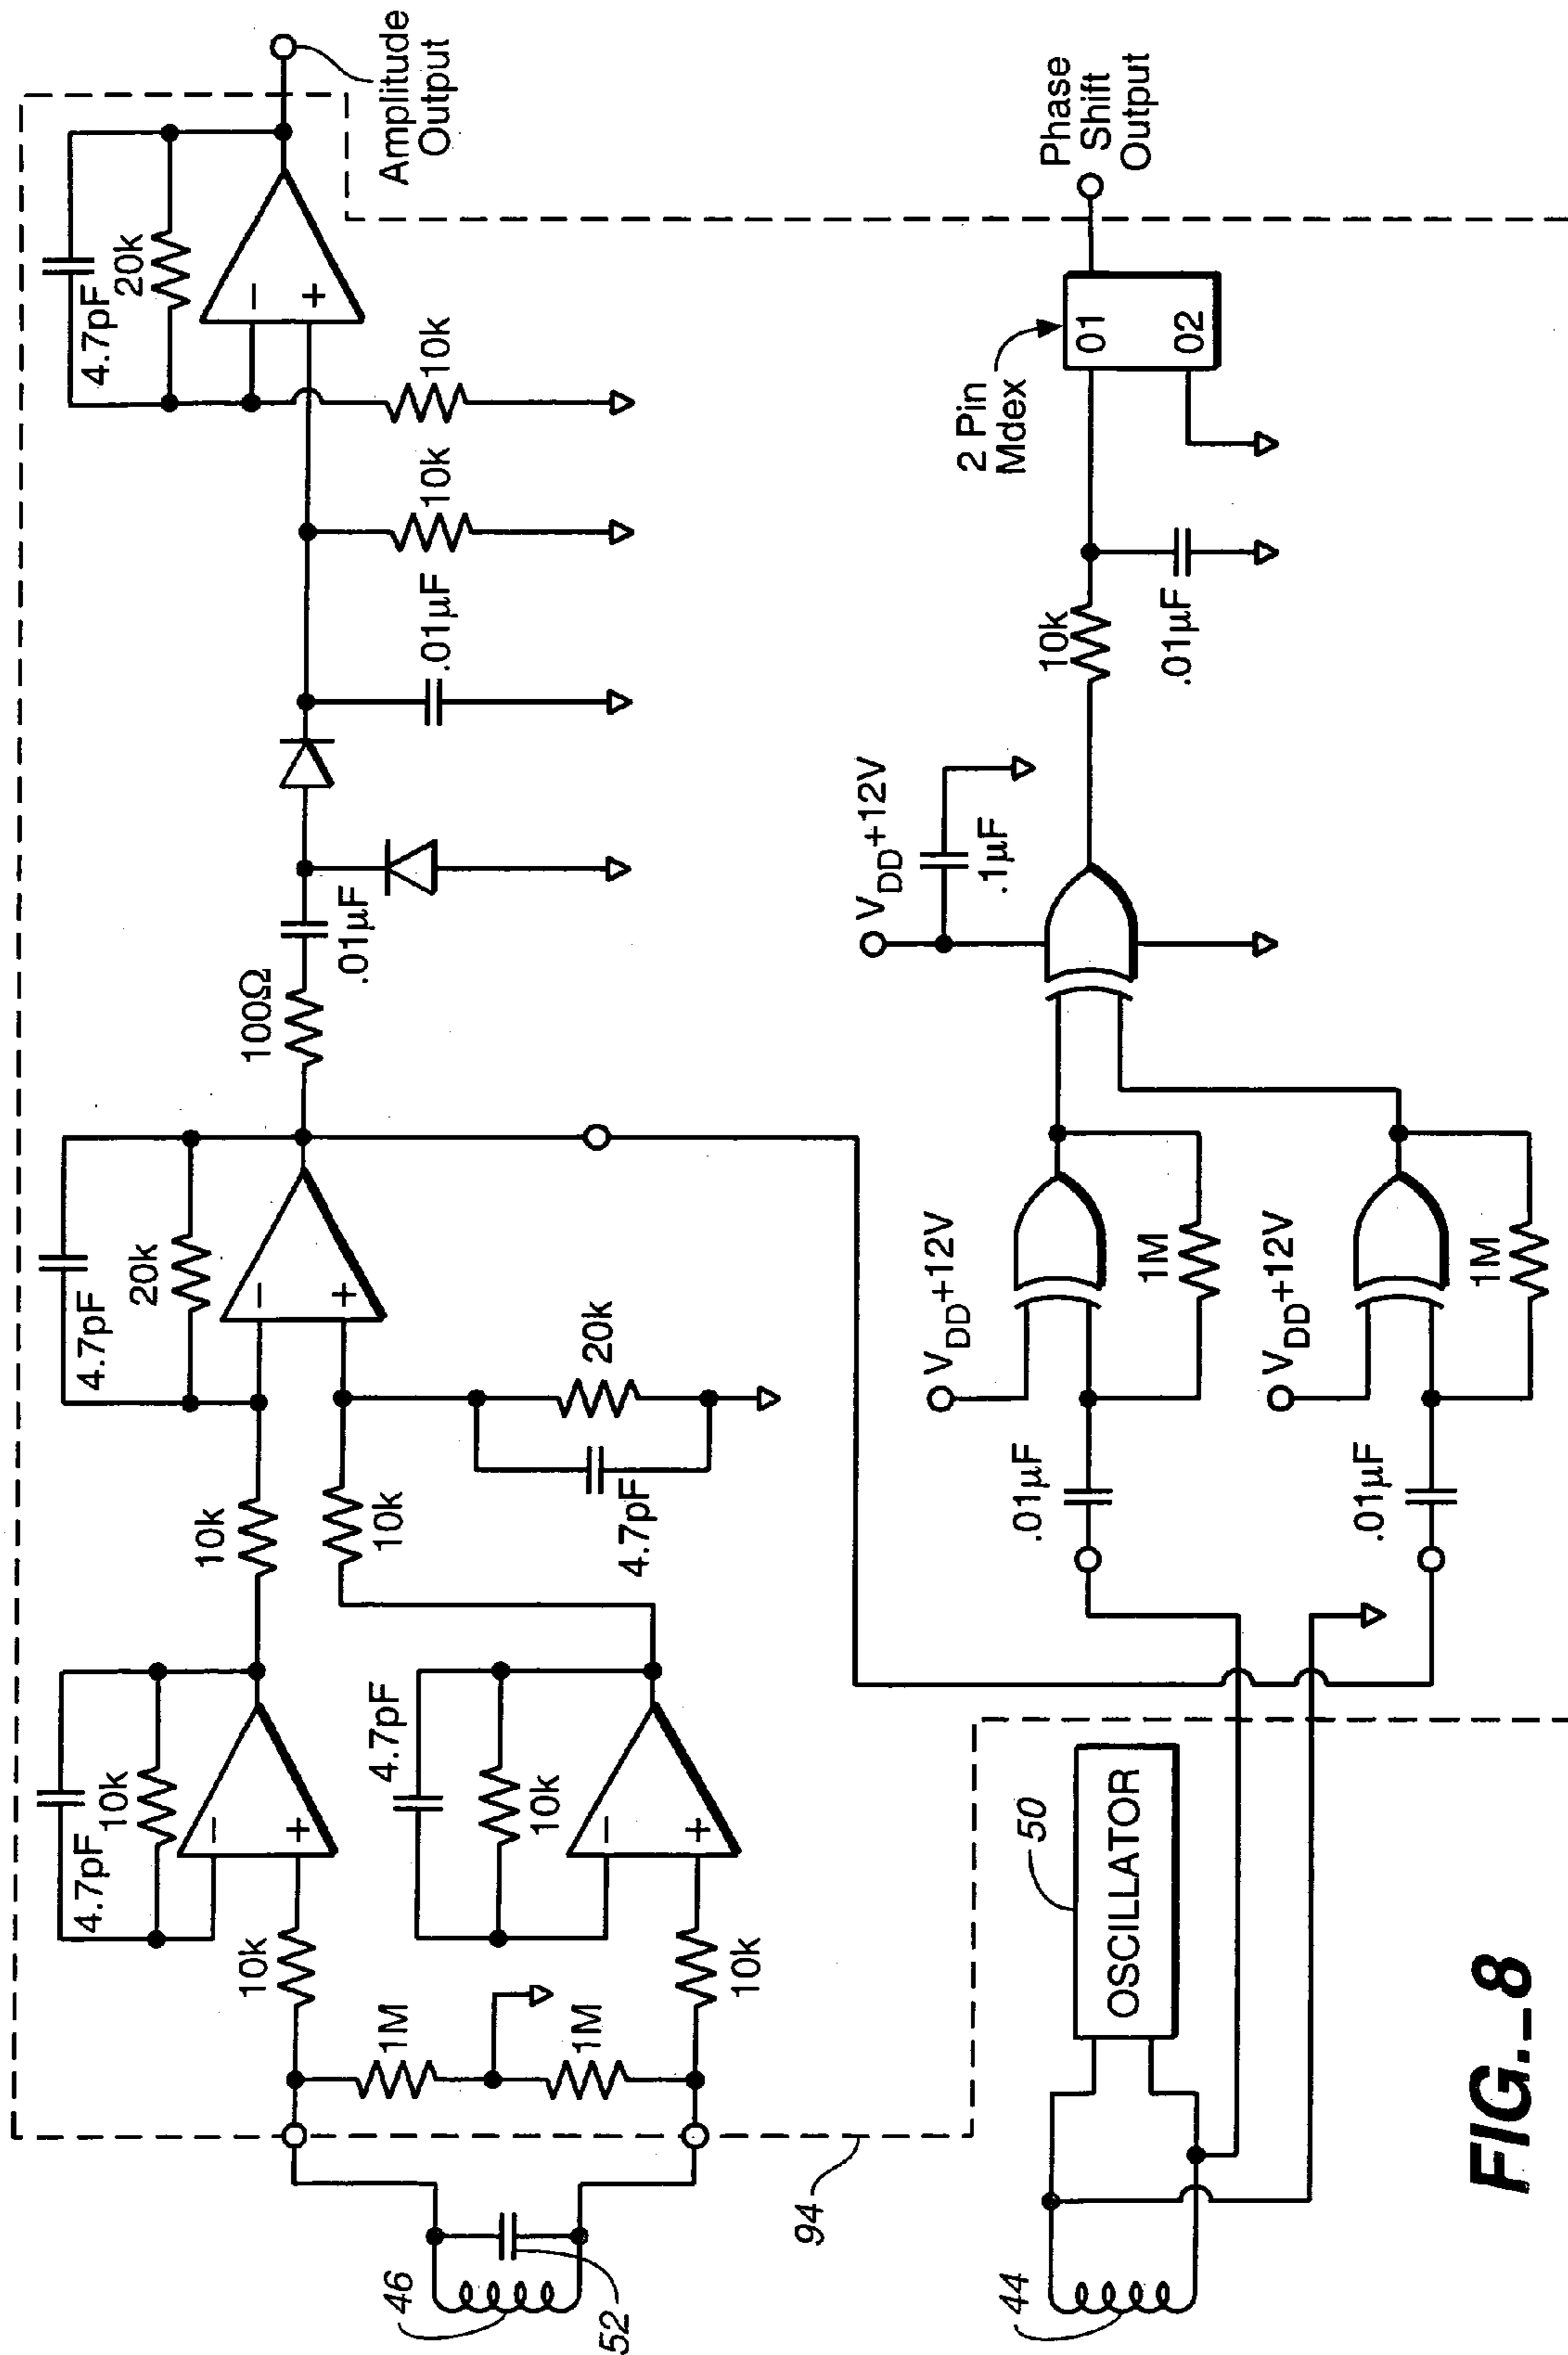 4.7pF
10k
10k
1M
1M
10k
4.7pF
10k
10k
10k
4.7pF
20k
4.7pF
20k
100Ω
.01µF
.01µF
10k
10k
4.7pF
20k
Amplitude
Output
46
52
94
44
50
OSCILLATOR
.01µF
VDD+12V
1M
.01µF
VDD+12V
1M
VDD+12V
.1µF
10k
.01µF
2 Pin
Mdex
01
02
Phase
Shift
Output
FIG._8